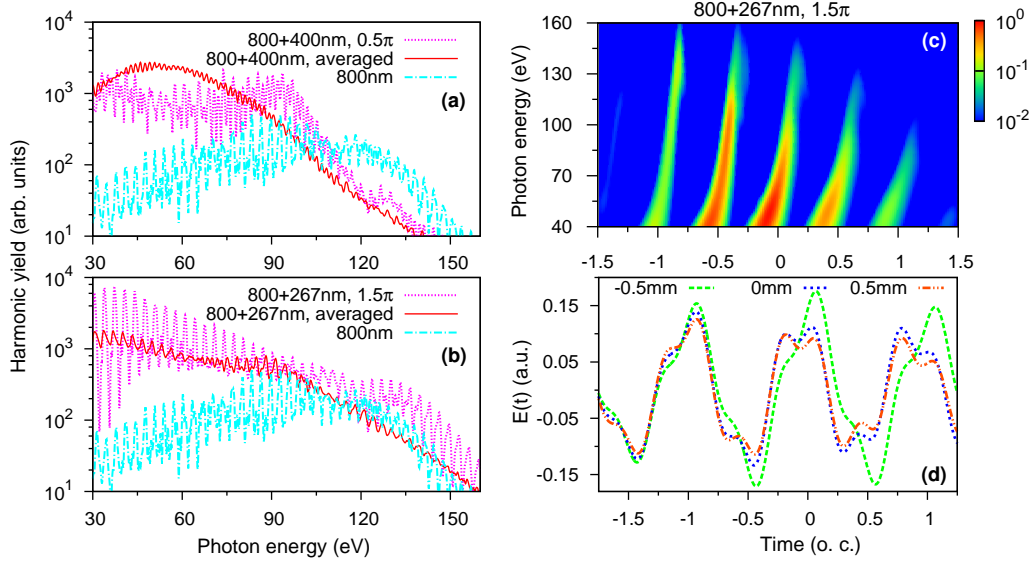 Harmonic yield (arb. units)
10^4
10^3
10^2
10^1
800+400nm, 0.5π
800+400nm, averaged
800nm
(a)
30 60 90 120 150
10^4
10^3
10^2
10^1
800+267nm, 1.5π
800+267nm, averaged
800nm
(b)
30 60 90 120 150
Photon energy (eV)
800+267nm, 1.5π
Photon energy (eV)
160
130
100
70
40
(c)
-1.5 -1 -0.5 0 0.5 1 1.5
10^0
10^-1
10^-2
-0.5mm 0mm 0.5mm
E(t) (a.u.)
0.15
0.05
-0.05
-0.15
(d)
-1.5 -1 -0.5 0 0.5 1
Time (o. c.)